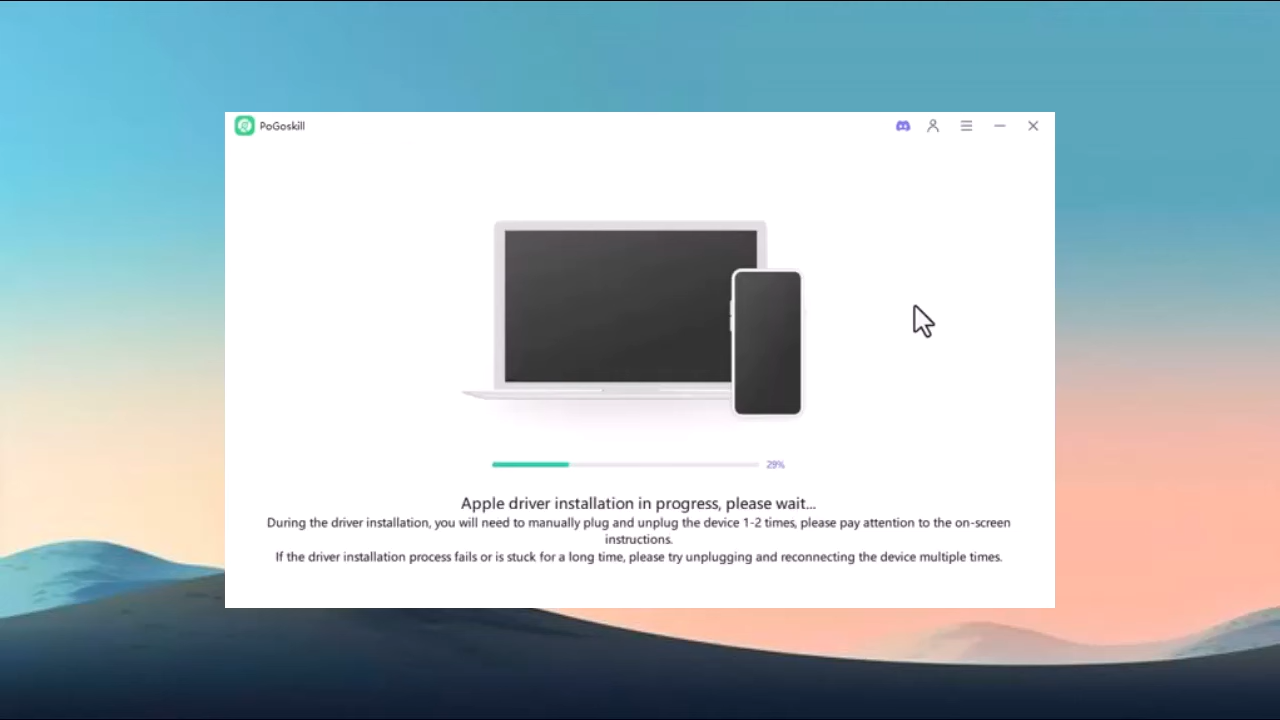 PoGoskill
29%
Apple driver installation in progress, please wait...
During the driver installation, you will need to manually plug and unplug the device 1-2 times, please pay attention to the on-screen
instructions.
If the driver installation process fails or is stuck for a long time, please try unplugging and reconnecting the device multiple times.